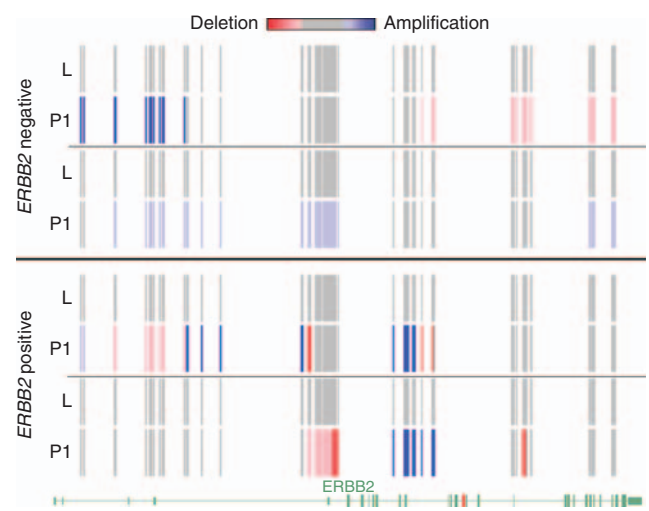 Deletion Amplification
ERBB2 negative
L
P1
L
P1
ERBB2 positive
L
P1
L
P1
ERBB2